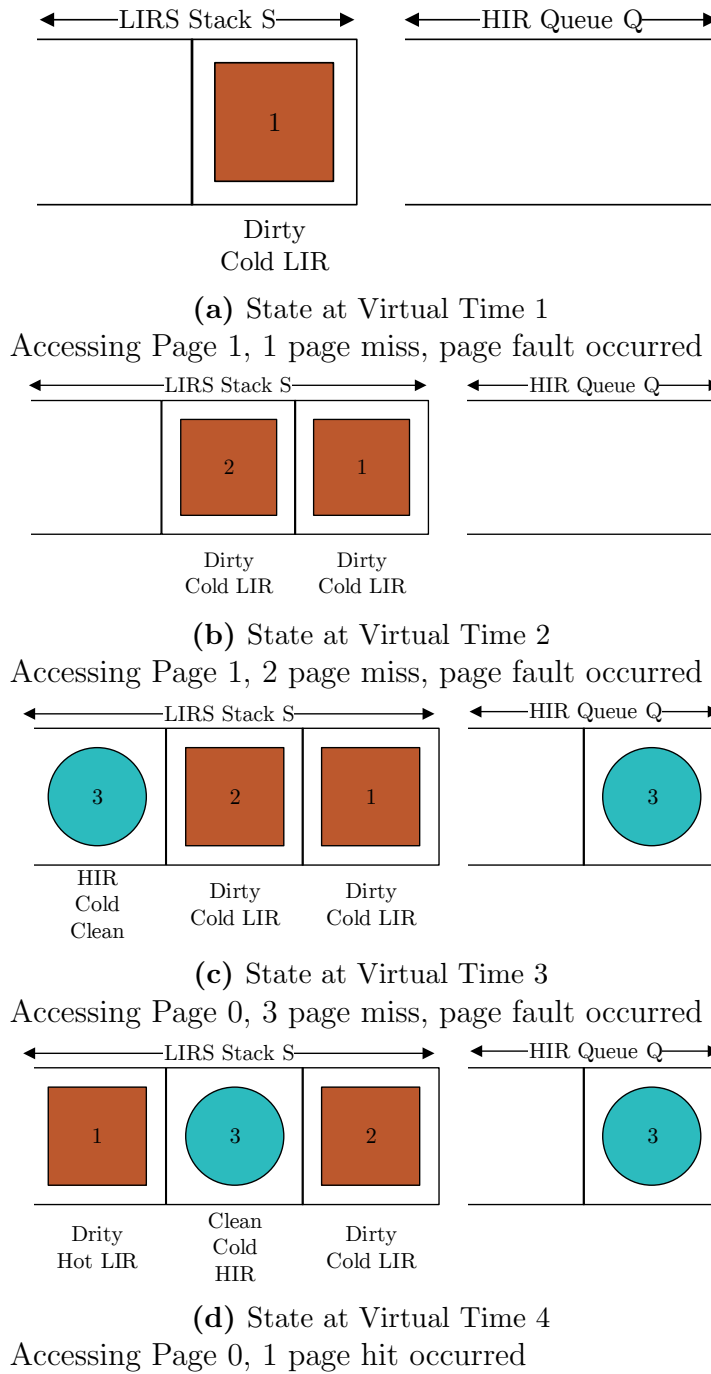 LIRS Stack S HIR Queue Q
1
Dirty
Cold LIR
(a) State at Virtual Time 1
Accessing Page 1, 1 page miss, page fault occurred
LIRS Stack S HIR Queue Q
2 1
Dirty Dirty
Cold LIR Cold LIR
(b) State at Virtual Time 2
Accessing Page 1, 2 page miss, page fault occurred
LIRS Stack S HIR Queue Q
3 2 1 3
HIR
Cold
Clean
Dirty
Cold LIR
Dirty
Cold LIR
(c) State at Virtual Time 3
Accessing Page 0, 3 page miss, page fault occurred
LIRS Stack S HIR Queue Q
1 3 2 3
Drity
Hot LIR
Clean
Cold
HIR
Dirty
Cold LIR
(d) State at Virtual Time 4
Accessing Page 0, 1 page hit occurred